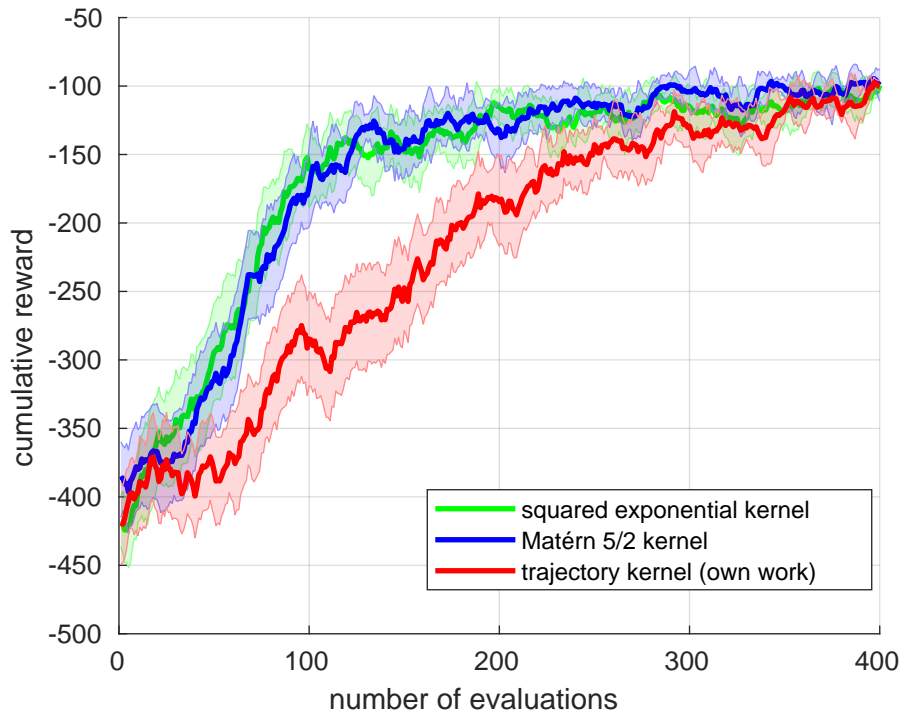 -50
-100
-150
-200
-250
-300
-350
-400
-450
-500
cumulative reward
squared exponential kernel
Matérn 5/2 kernel
trajectory kernel (own work)
0 100 200 300 400
number of evaluations